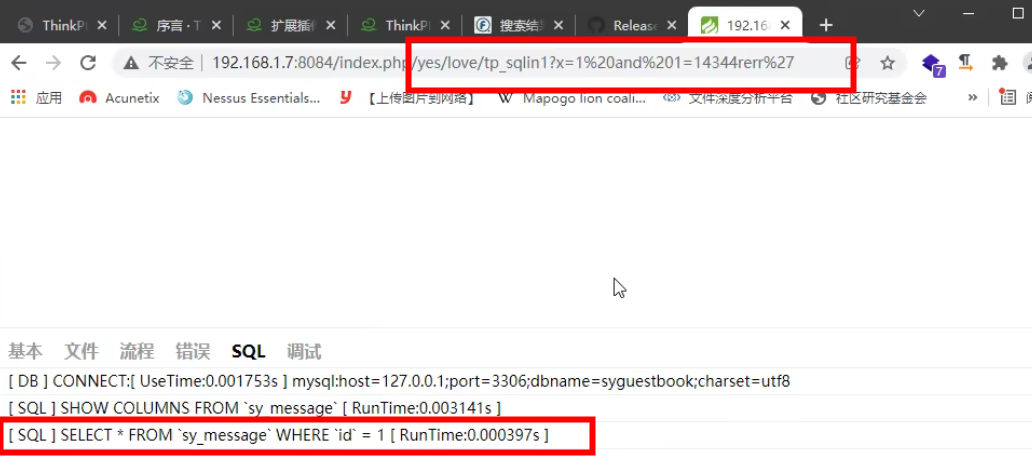 ThinkPI
序言 · T
扩展插件
ThinkPI
搜索结果
Release
192.16
不安全 | 192.168.1.7:8084/index.php/yes/love/tp_sqlin1?x=1%20and%201=14344rerr%27
7
应用 Acunetix Nessus Essentials... 【上传图片到网络】 Mapogo lion coali... 文件深度分析平台 社区研究基金会 »
基本 文件 流程 错误 SQL 调试
[ DB ] CONNECT:[ UseTime:0.001753s ] mysql:host=127.0.0.1;port=3306;dbname=syguestbook;charset=utf8
[ SQL ] SHOW COLUMNS FROM `sy_message` [ RunTime:0.003141s ]
[ SQL ] SELECT * FROM `sy_message` WHERE `id` = 1 [ RunTime:0.000397s ]